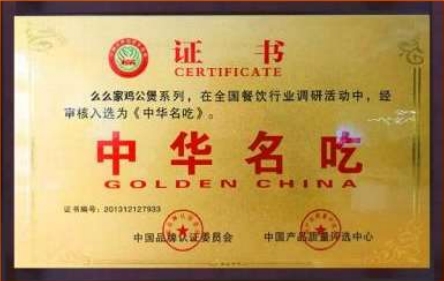 证 书
CERTIFICATE
么么家鸡公煲系列，在全国餐饮行业调研活动中，经
审核入选为《中华名吃》。
中华名吃
GOLDEN CHINA
证书编号：201312127933
中国品牌认证委员会 中国产品质量评选中心